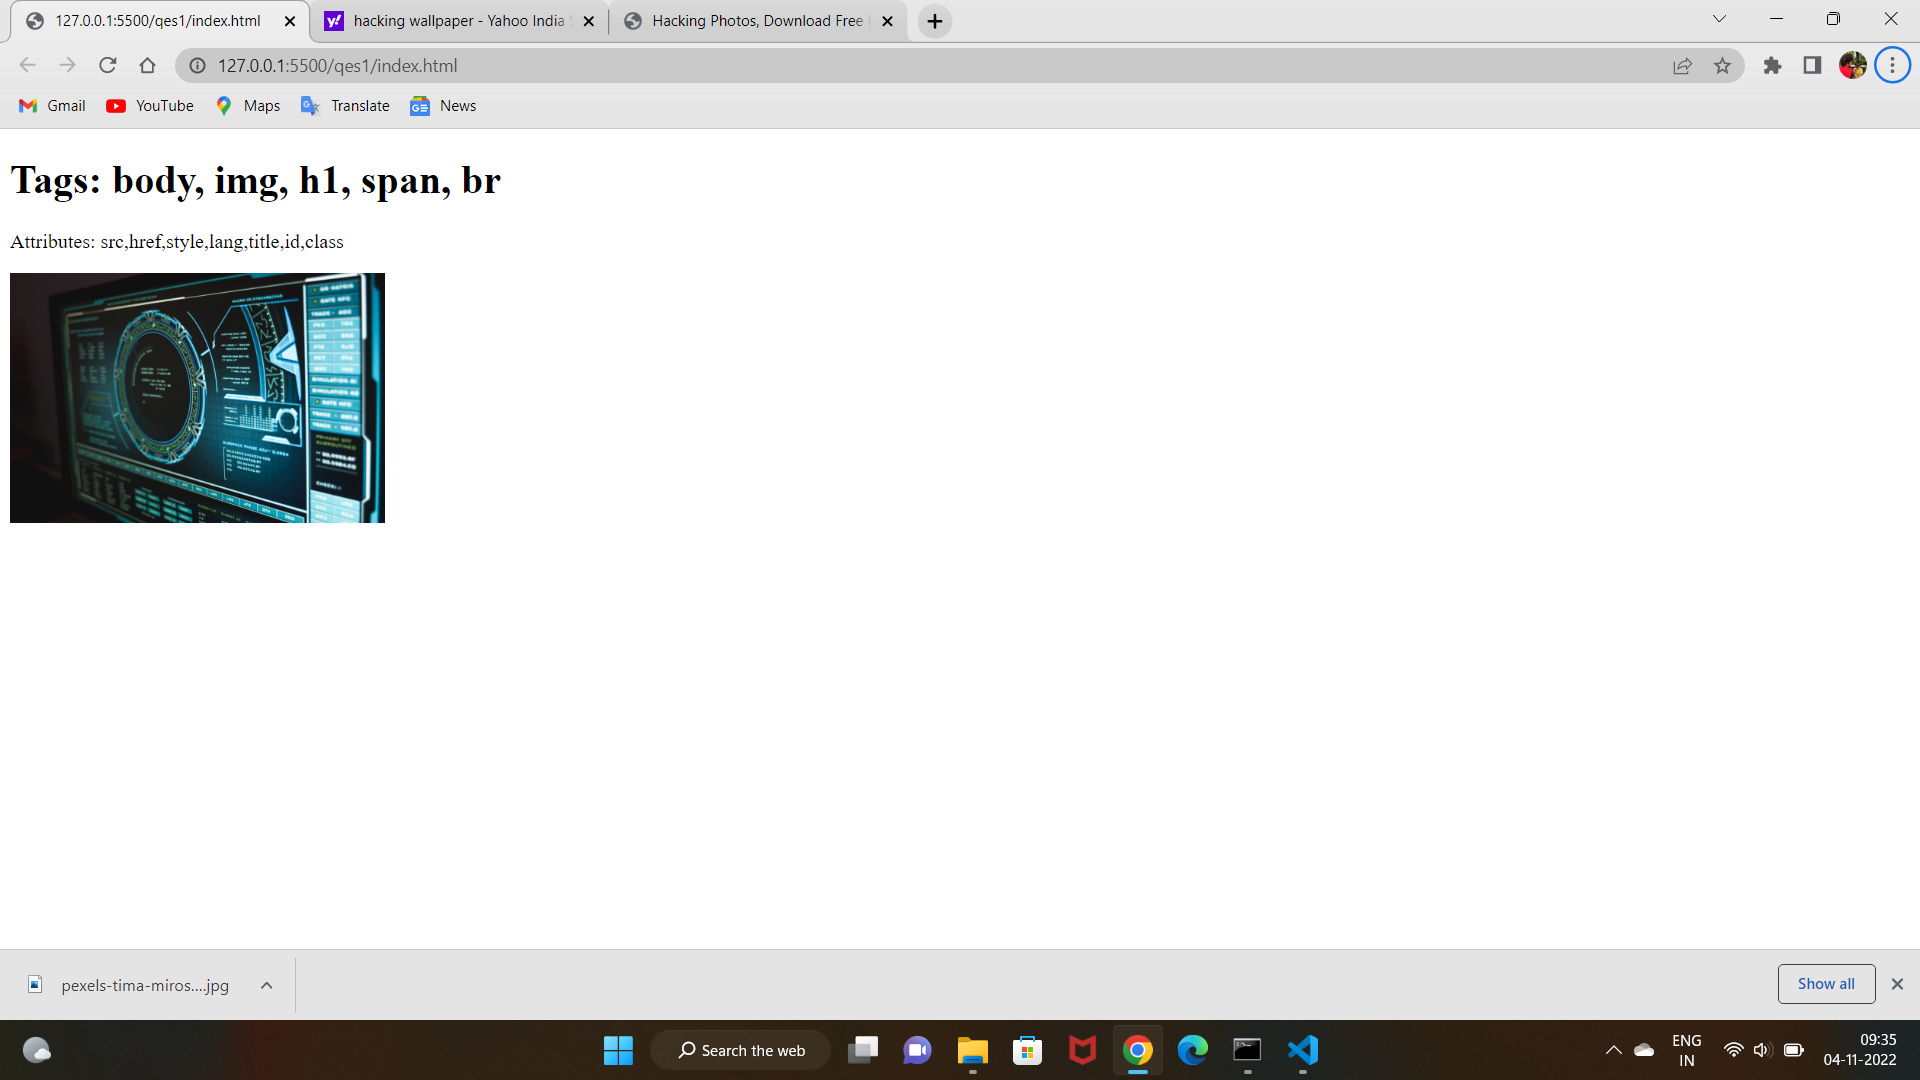 127.0.0.1:5500/qes1/index.html
hacking wallpaper - Yahoo India
Hacking Photos, Download Free
127.0.0.1:5500/qes1/index.html
Gmail YouTube Maps Translate News
Tags: body, img, h1, span, br
Attributes: src,href,style,lang,title,id,class
pexels-tima-miros....jpg
Show all
Search the web
ENG
IN
09:35
04-11-2022